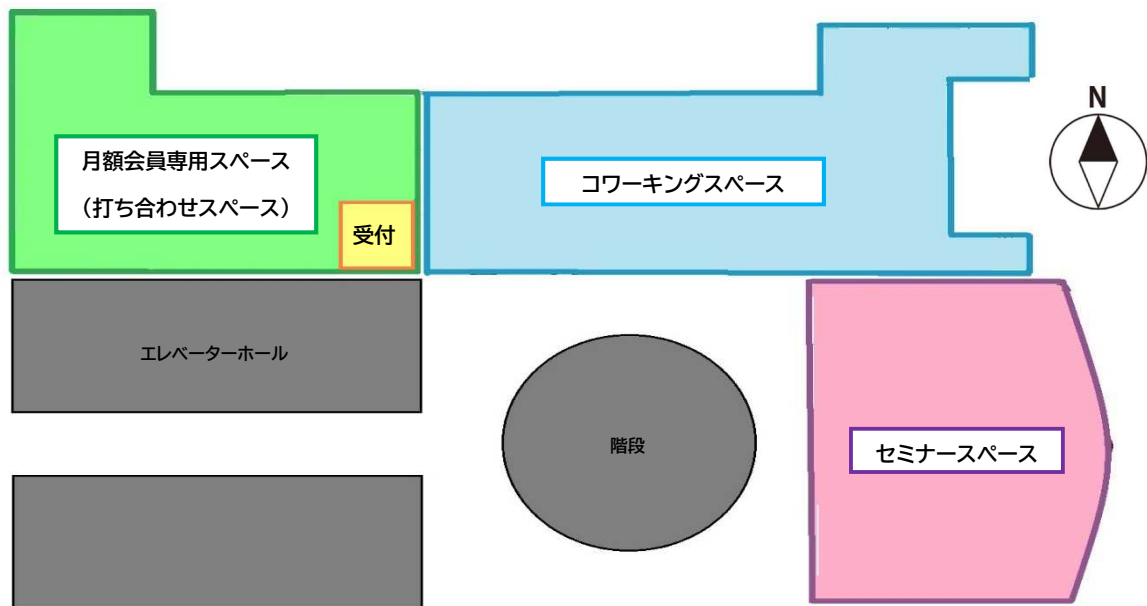 N
月額会員専用スペース
（打ち合わせスペース）
コワーキングスペース
受付
エレベーターホール
階段
セミナースペース